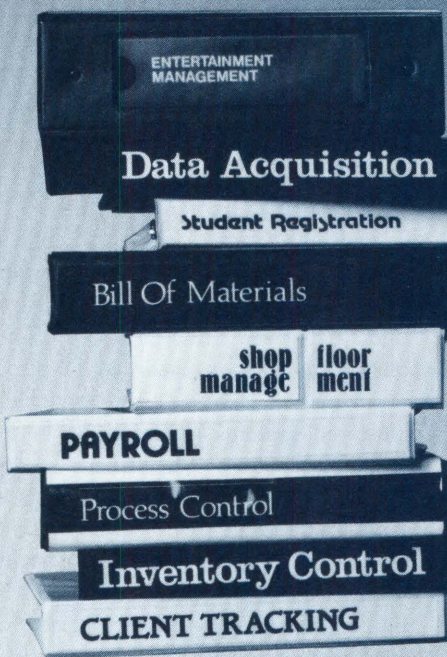 ENTERTAINMENT
MANAGEMENT
Data Acquisition
Student Registration
Bill Of Materials
shop floor
manage ment
PAYROLL
Process Control
Inventory Control
CLIENT TRACKING